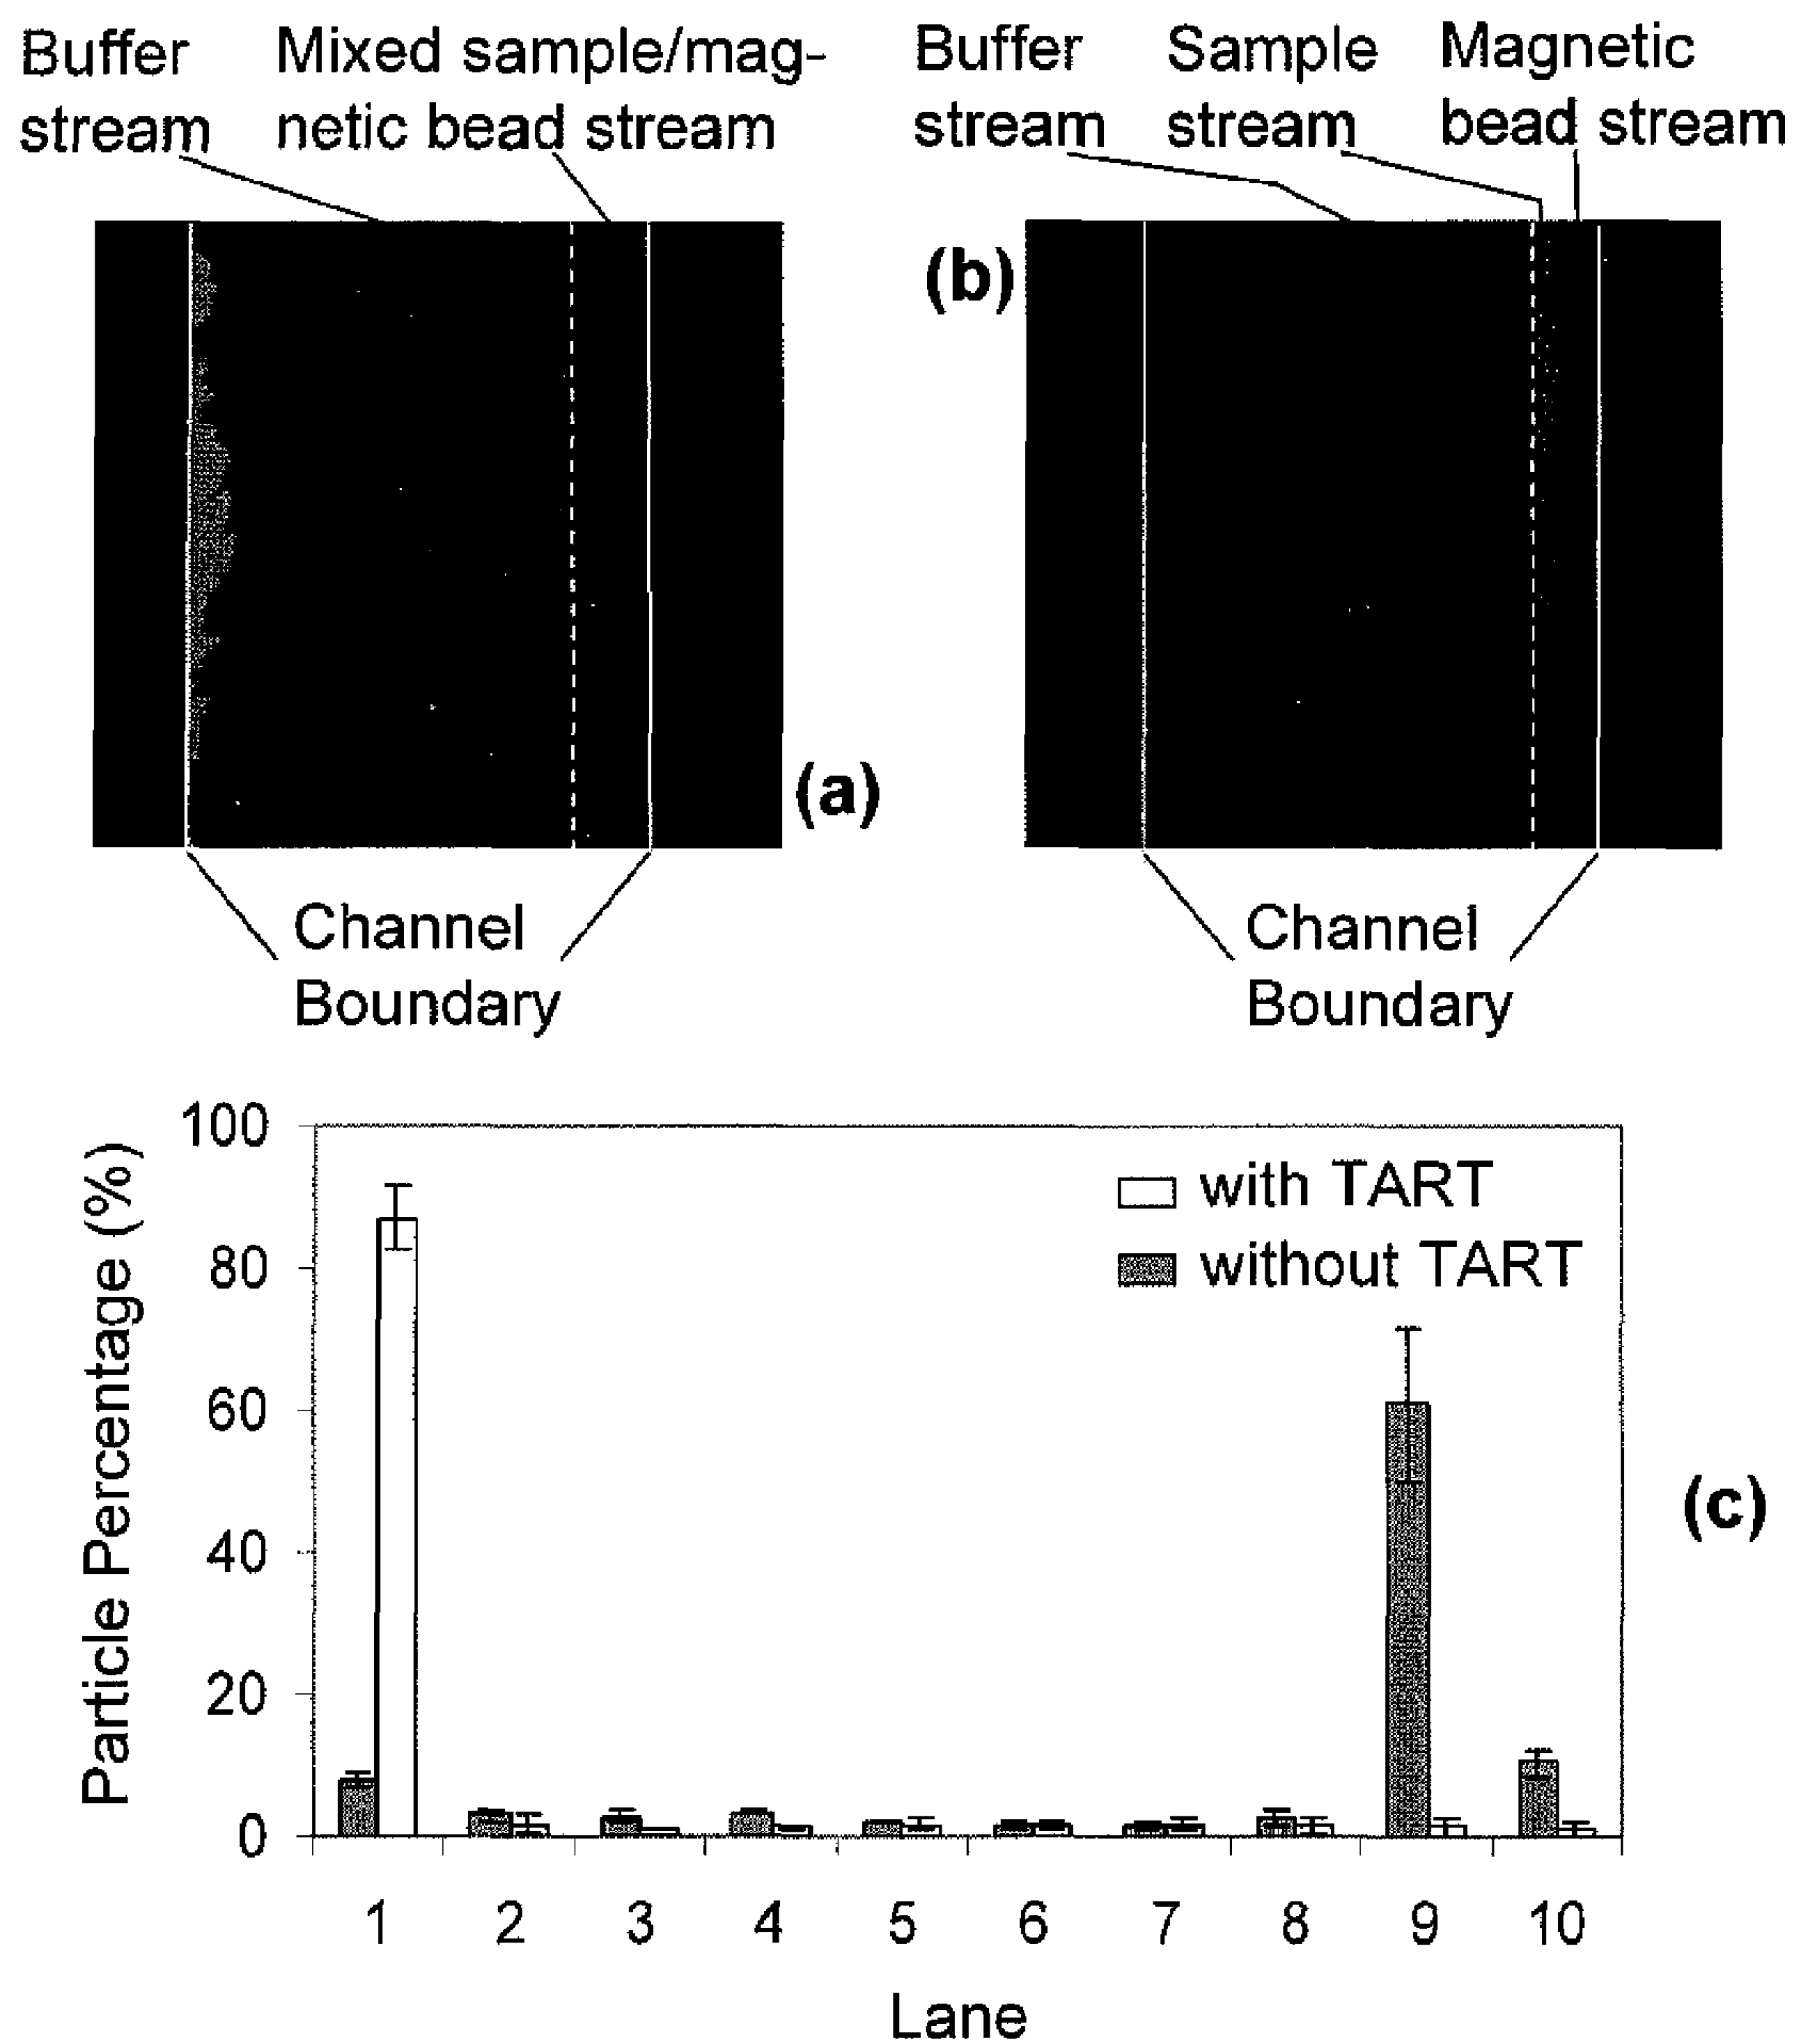 Buffer
stream
Mixed sample/mag-
netic bead stream
Buffer
stream
Sample
stream
Magnetic
bead stream
(b)
(a)
Channel
Boundary
Channel
Boundary
100
80
60
40
20
0
Particle Percentage (%)
with TART
without TART
(c)
1 2 3 4 5 6 7 8 9 10
Lane